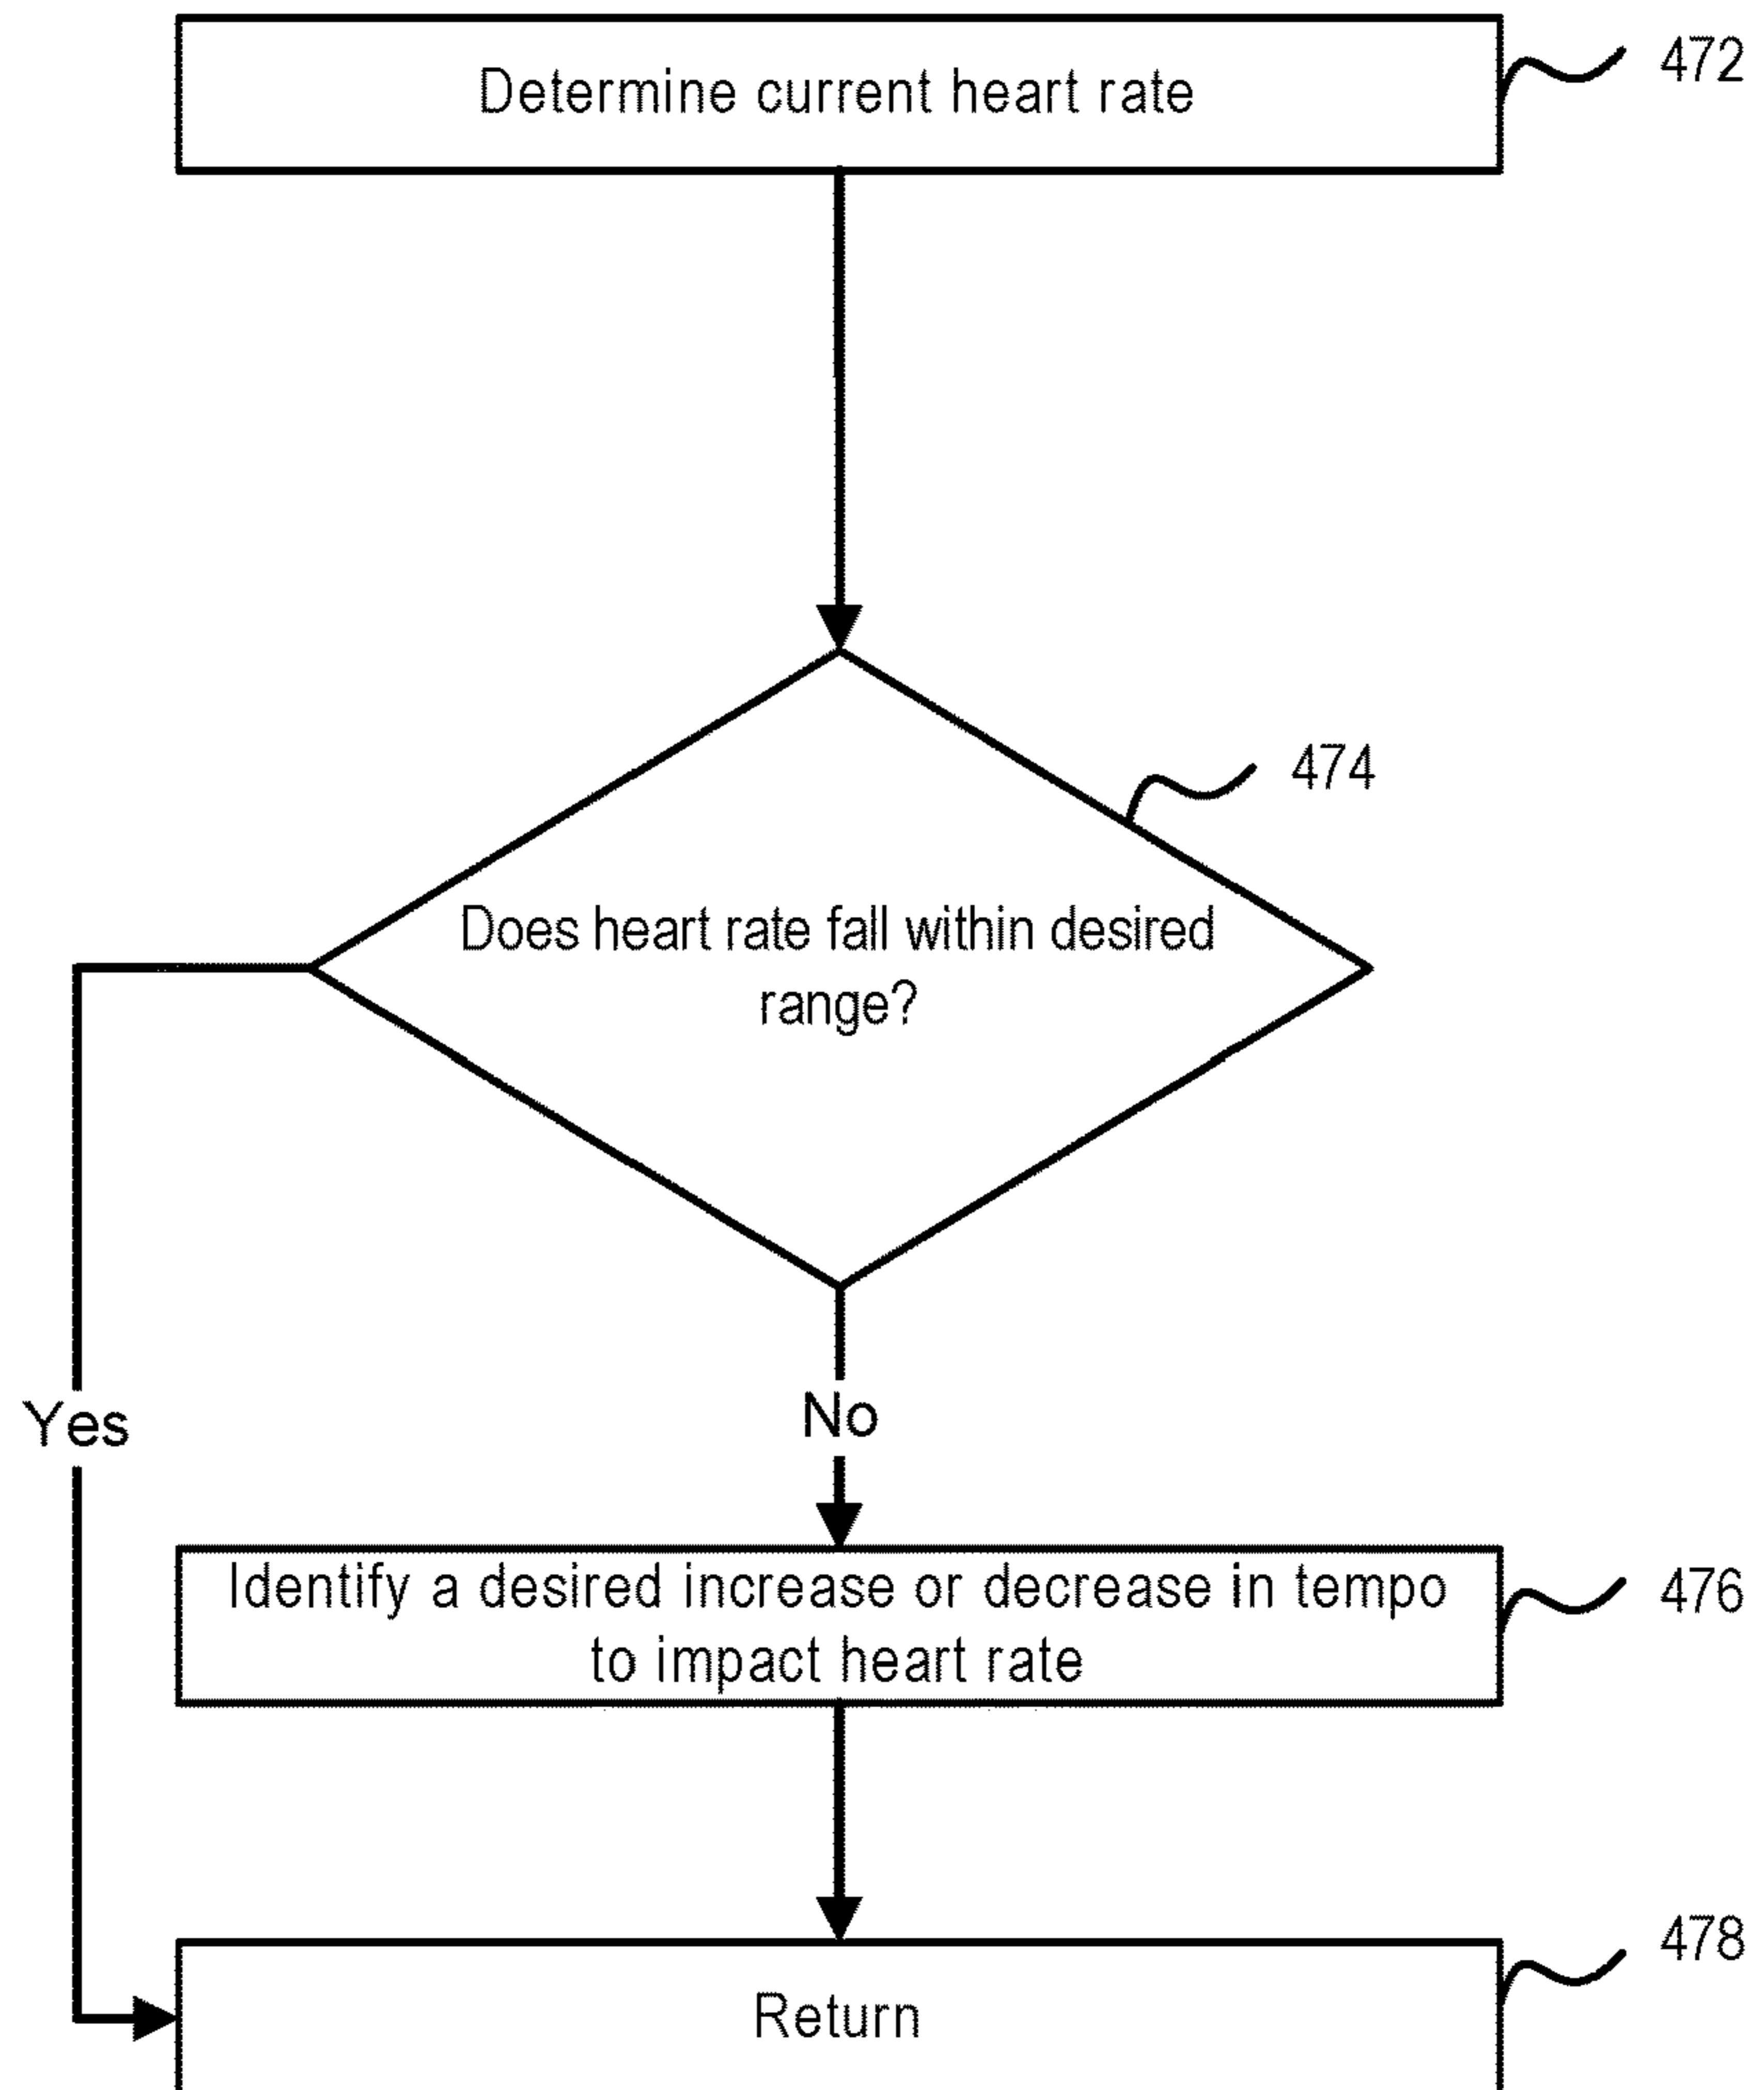 Determine current heart rate
472
474
Does heart rate fall within desired
range?
Yes
No
Identify a desired increase or decrease in tempo
to impact heart rate
476
478
Return